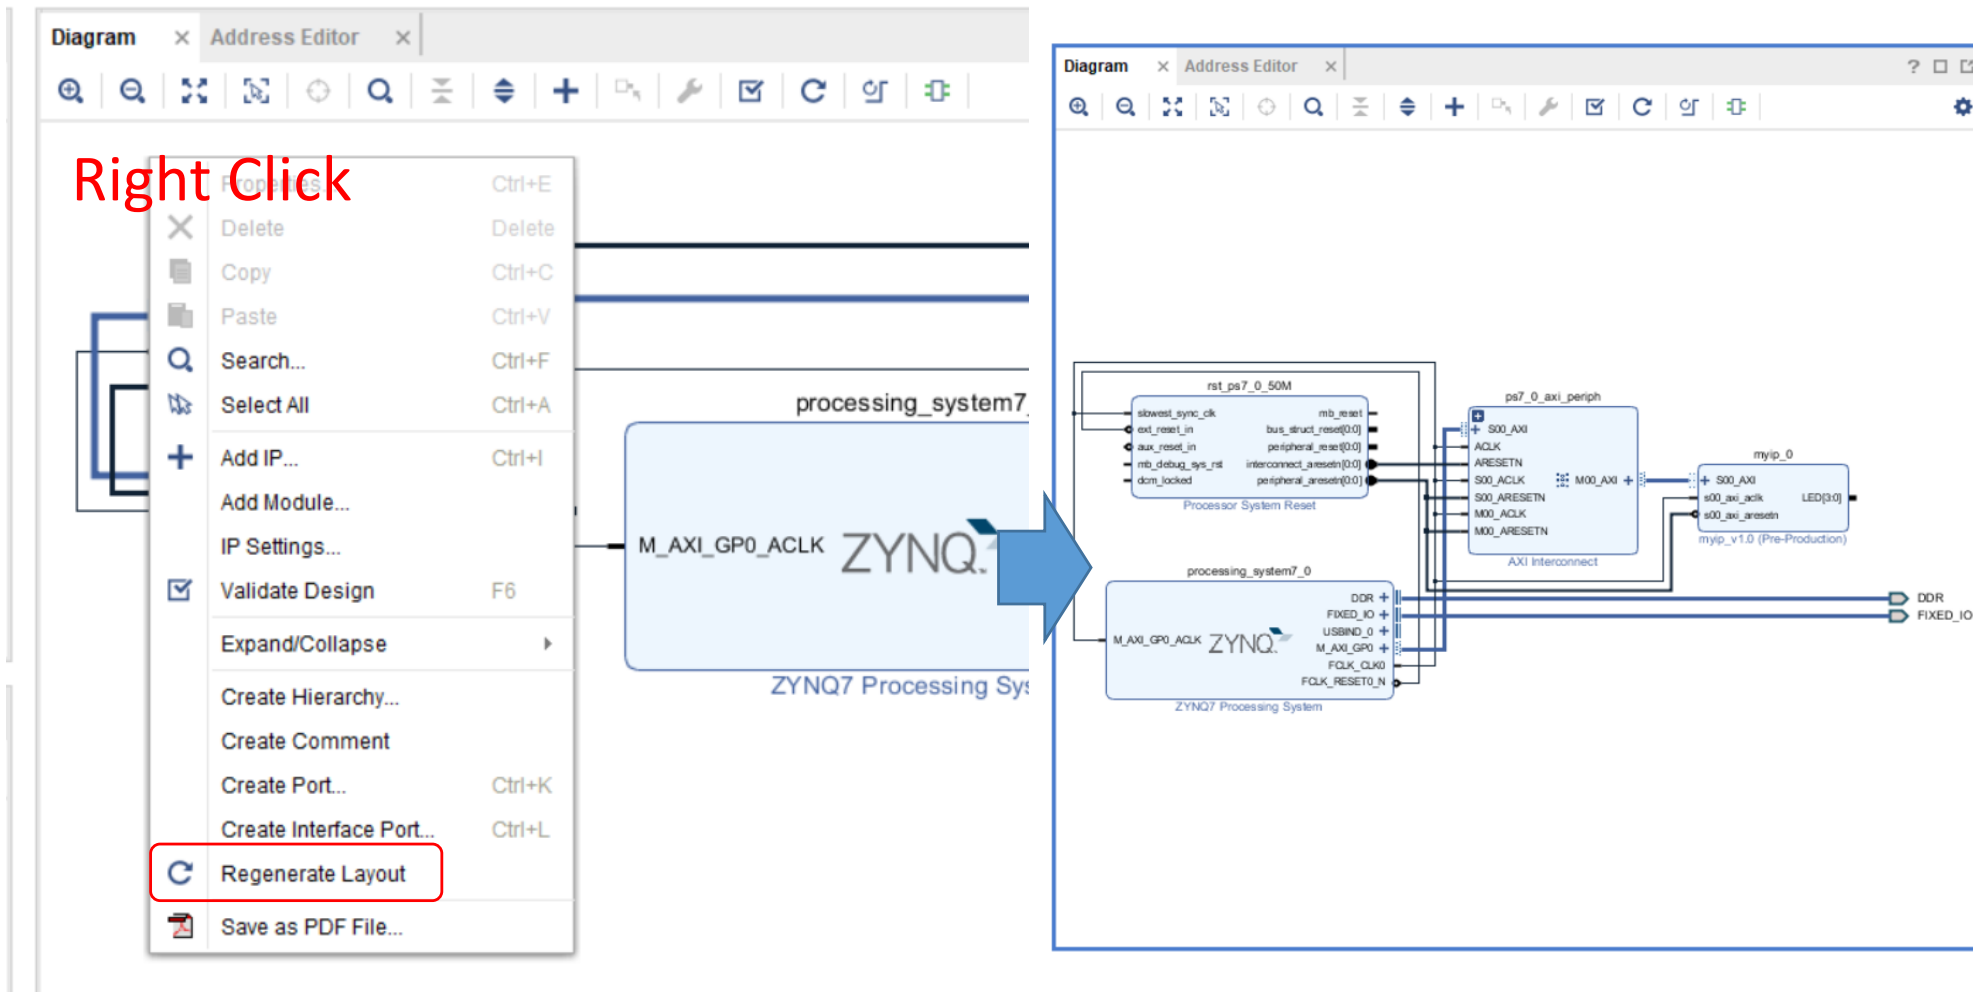 Diagram
Address Editor
Right Click
Properties... Ctrl+E
Delete Delete
Copy Ctrl+C
Paste Ctrl+V
Search... Ctrl+F
Select All Ctrl+A
Add IP... Ctrl+I
Add Module...
IP Settings...
Validate Design F6
Expand/Collapse
Create Hierarchy...
Create Comment
Create Port... Ctrl+K
Create Interface Port... Ctrl+L
Regenerate Layout
Save as PDF File...
processing_system7_
M_AXI_GP0_ACLK
ZYNQ
ZYNQ7 Processing Sys
Diagram
Address Editor
rst_ps7_0_50M
slowest_sync_clk
ext_reset_in
aux_reset_in
mb_debug_sys_rst
dcm_locked
mb_reset
bus_struct_reset[0:0]
peripheral_reset[0:0]
interconnect_aresetn[0:0]
peripheral_aresetn[0:0]
Processor System Reset
ps7_0_axi_periph
S00_AXI
ACLK
ARESETN
S00_ACLK
S00_ARESETN
M00_ACLK
M00_ARESETN
M00_AXI
AXI Interconnect
myip_0
S00_AXI
s00_axi_aclk
s00_axi_aresetn
LED[3:0]
myip_v1.0 (Pre-Production)
processing_system7_0
M_AXI_GP0_ACLK
ZYNQ
DDR
FIXED_IO
USBIND_0
M_AXI_GP0
FCLK_CLK0
FCLK_RESET0_N
ZYNQ7 Processing System
DDR
FIXED_IO